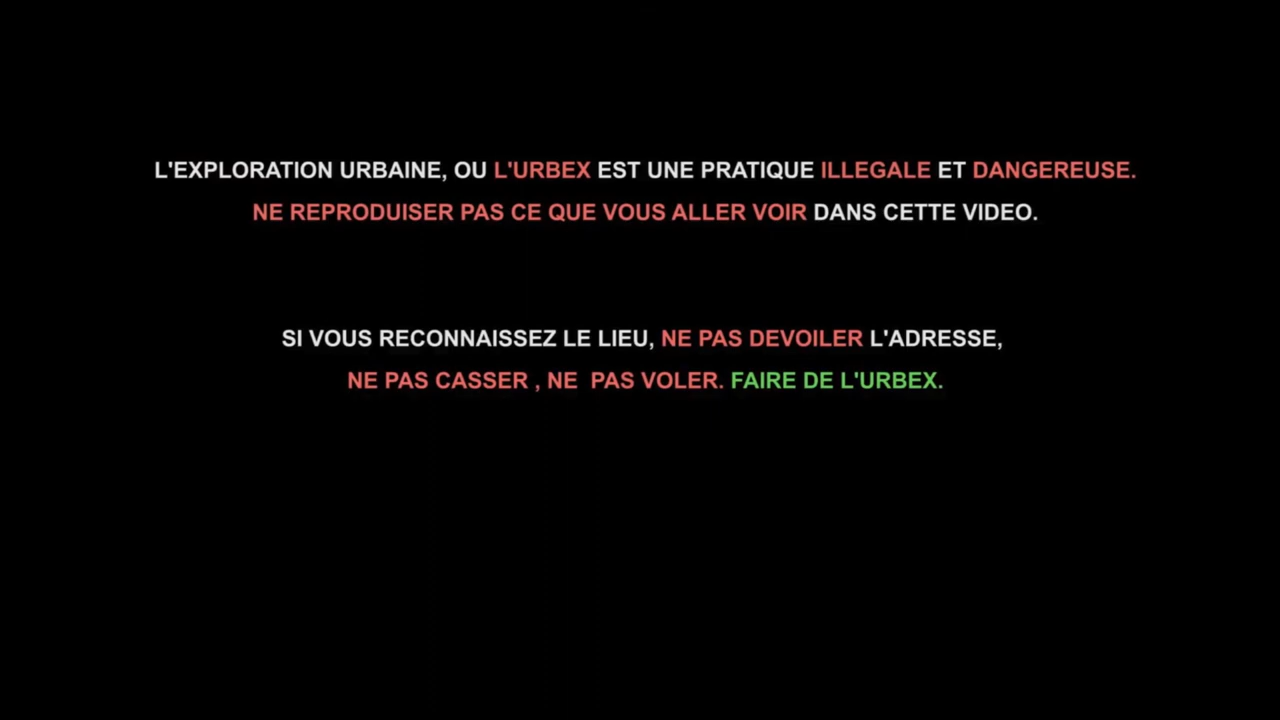 L'EXPLORATION URBAINE, OU L'URBEX EST UNE PRATIQUE ILLEGALE ET DANGEREUSE.
NE REPRODUISER PAS CE QUE VOUS ALLER VOIR DANS CETTE VIDEO.
SI VOUS RECONNAISSEZ LE LIEU, NE PAS DEVOILER L'ADRESSE,
NE PAS CASSER , NE  PAS VOLER. FAIRE DE L'URBEX.